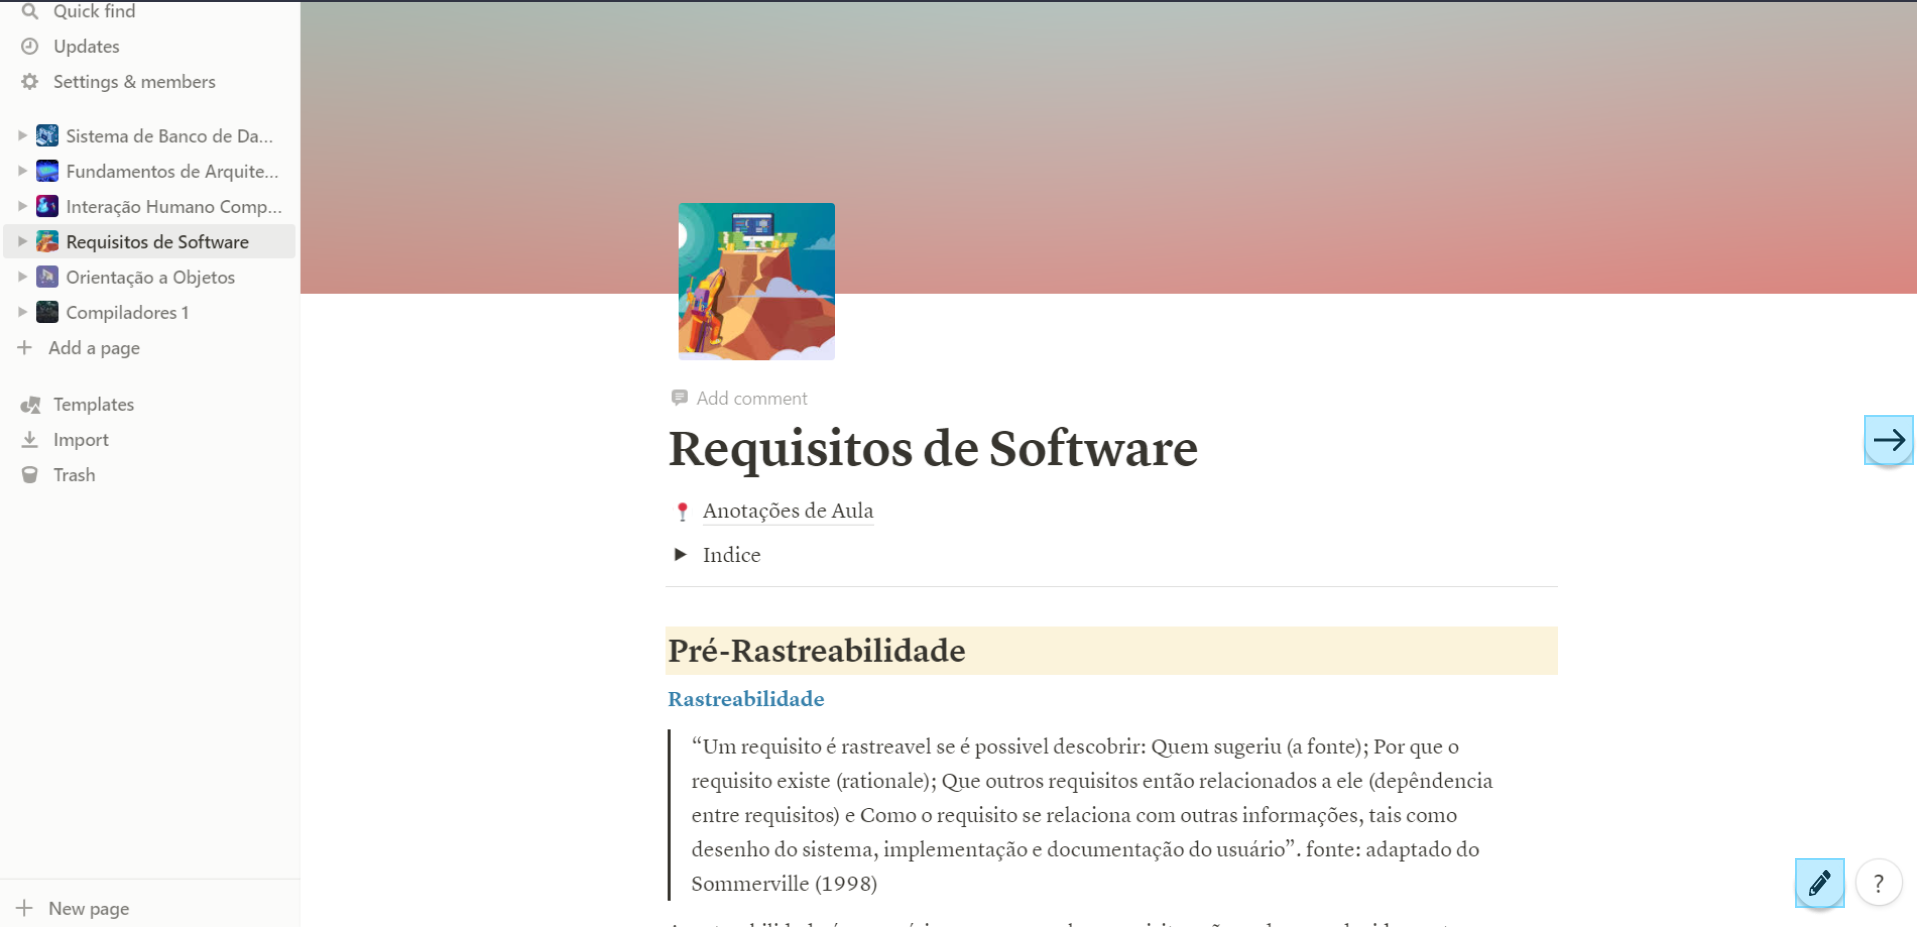 Quick find
Updates
Settings & members
Sistema de Banco de Da...
Fundamentos de Arquite...
Interação Humano Comp...
Requisitos de Software
Orientação a Objetos
Compiladores 1
Add a page
Templates
Import
Trash
New page
Add comment
Requisitos de Software
Anotações de Aula
Indice
Pré-Rastreabilidade
Rastreabilidade
“Um requisito é rastreavel se é possivel descobrir: Quem sugeriu (a fonte); Por que o
requisito existe (rationale); Que outros requisitos então relacionados a ele (depêndencia
entre requisitos) e Como o requisito se relaciona com outras informações, tais como
desenho do sistema, implementação e documentação do usuário”. fonte: adaptado do
Sommerville (1998)
?